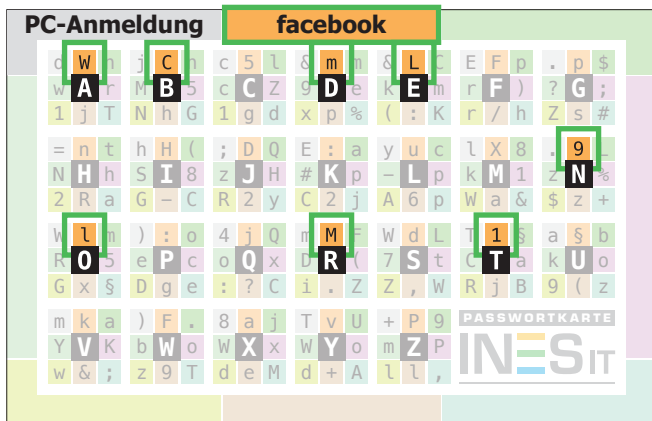 PC-Anmeldung facebook
d W n j C n c 5 l & m m & L C E F p . p $
w A r M B 5 c C Z 9 D e k E m r F ) ? G ;
1 j T N h G 1 g d x p % ( : K r / h Z s #
= n t h H ( ; D Q E : a y u c l X 8 . 9 L
N H h S I 8 z J H # K p – L p k M 1 z N %
2 R a G – C R 2 y C 2 j A 6 p W a & $ z +
W l m ) : o 4 j Q m M F W d L T 1 § a § b
R O 5 e P c o Q x D R ( 7 S t C T a k U o
G x § D g e : ? C i . Z Z , W R j B 9 ( z
m k a ) F . 8 a j T v U + P 9 PASSWORTKARTE
Y V K b W o W X x W Y o m Z P INES IT
w & ; z 9 T d e M d + A l l ,